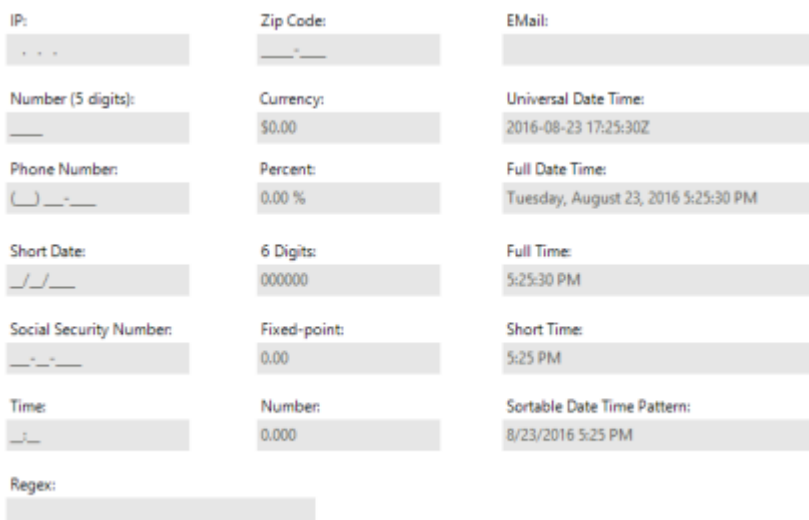 IP:
. . .
Zip Code:
_____-____
EMail:
Number (5 digits):
_____
Currency:
$0.00
Universal Date Time:
2016-08-23 17:25:30Z
Phone Number:
(___) ___-____
Percent:
0.00 %
Full Date Time:
Tuesday, August 23, 2016 5:25:30 PM
Short Date:
__/__/____
6 Digits:
000000
Full Time:
5:25:30 PM
Social Security Number:
___-__-____
Fixed-point:
0.00
Short Time:
5:25 PM
Time:
__:__
Number:
0.000
Sortable Date Time Pattern:
8/23/2016 5:25 PM
Regex: